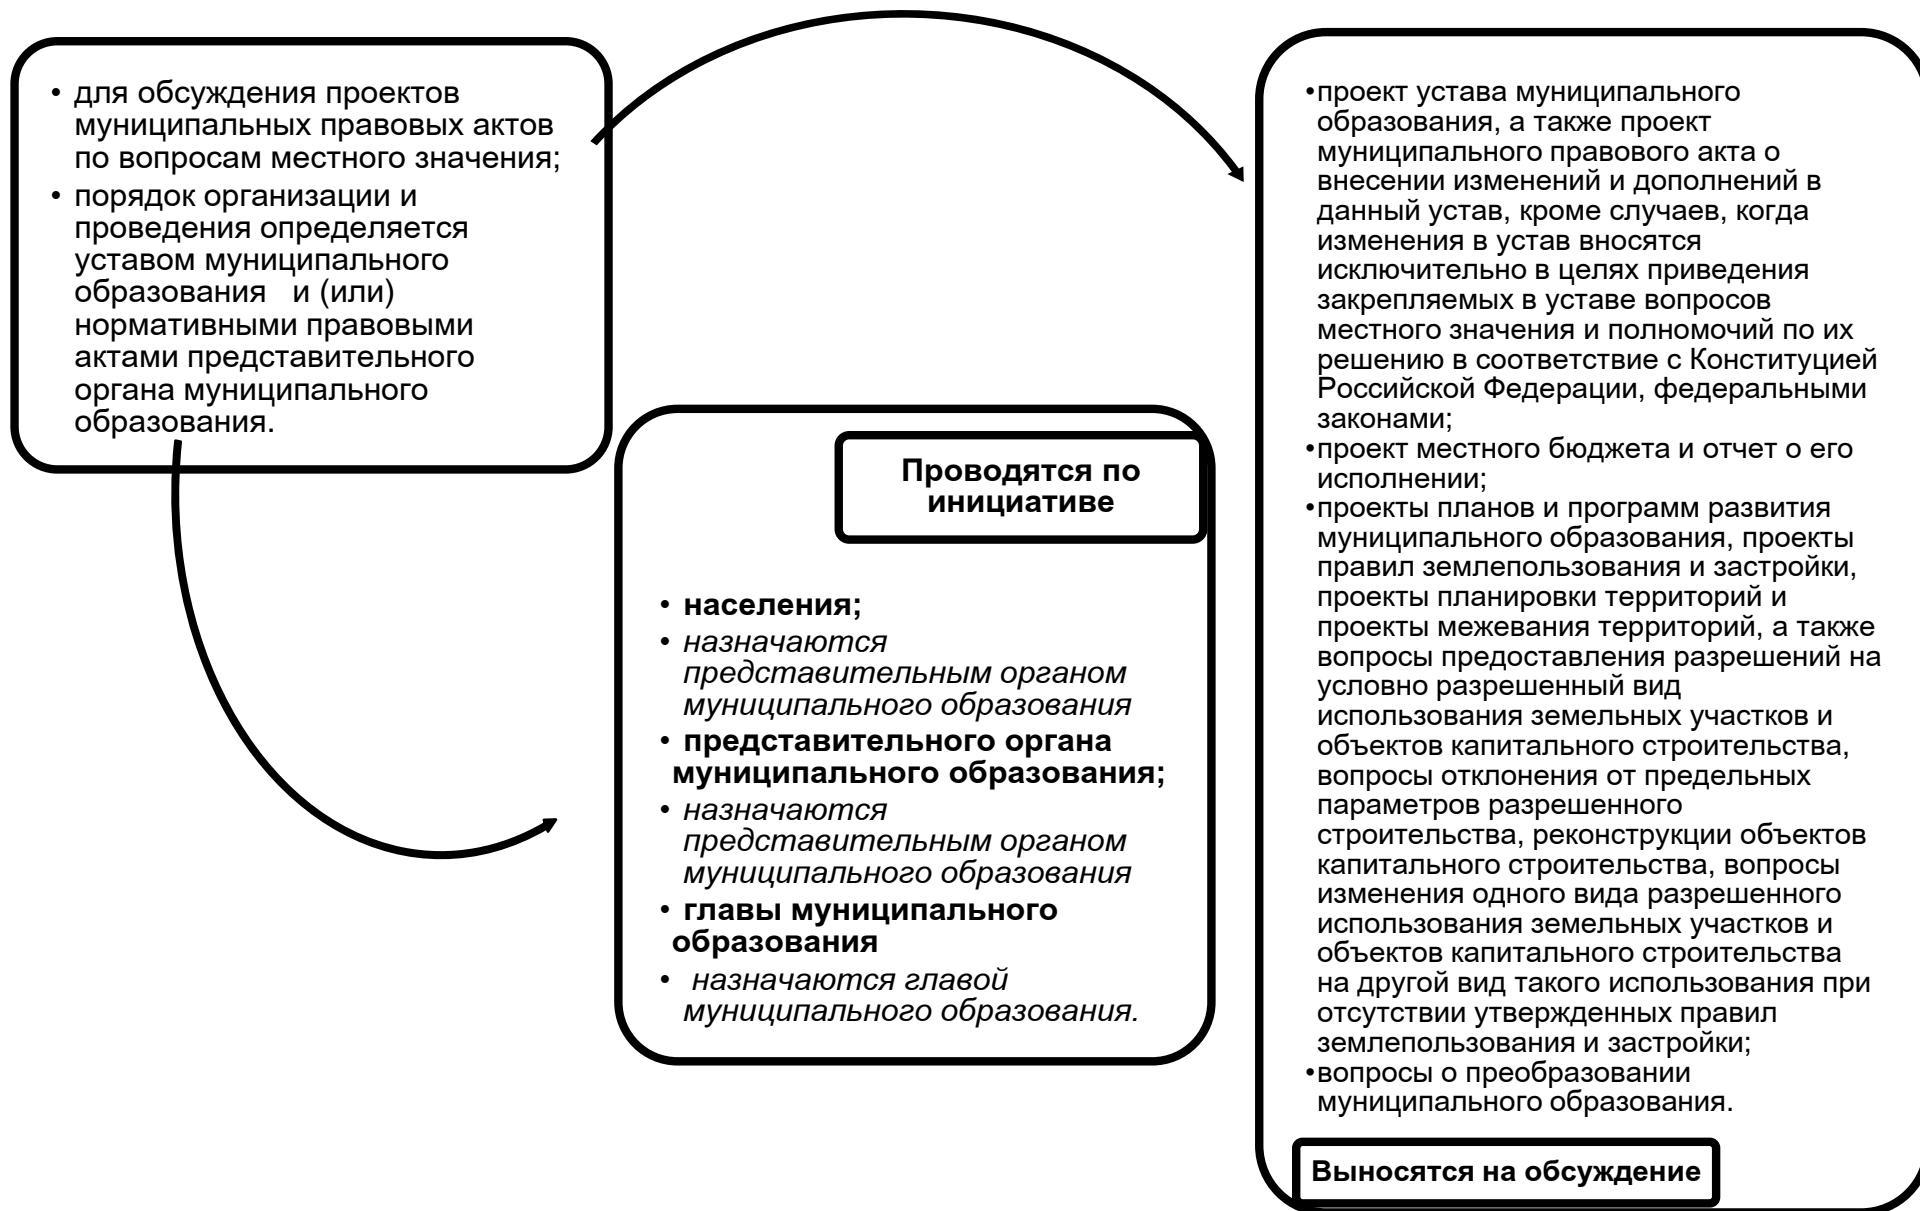 • для обсуждения проектов
муниципальных правовых актов
по вопросам местного значения;
• порядок организации и
проведения определяется
уставом муниципального
образования и (или)
нормативными правовыми
актами представительного
органа муниципального
образования.
Проводятся по
инициативе
• населения;
• назначаются
представительным органом
муниципального образования
• представительного органа
муниципального образования;
• назначаются
представительным органом
муниципального образования
• главы муниципального
образования
• назначаются главой
муниципального образования.
•проект устава муниципального
образования, а также проект
муниципального правового акта о
внесении изменений и дополнений в
данный устав, кроме случаев, когда
изменения в устав вносятся
исключительно в целях приведения
закрепляемых в уставе вопросов
местного значения и полномочий по их
решению в соответствие с Конституцией
Российской Федерации, федеральными
законами;
•проект местного бюджета и отчет о его
исполнении;
•проекты планов и программ развития
муниципального образования, проекты
правил землепользования и застройки,
проекты планировки территорий и
проекты межевания территорий, а также
вопросы предоставления разрешений на
условно разрешенный вид
использования земельных участков и
объектов капитального строительства,
вопросы отклонения от предельных
параметров разрешенного
строительства, реконструкции объектов
капитального строительства, вопросы
изменения одного вида разрешенного
использования земельных участков и
объектов капитального строительства
на другой вид такого использования при
отсутствии утвержденных правил
землепользования и застройки;
•вопросы о преобразовании
муниципального образования.
Выносятся на обсуждение